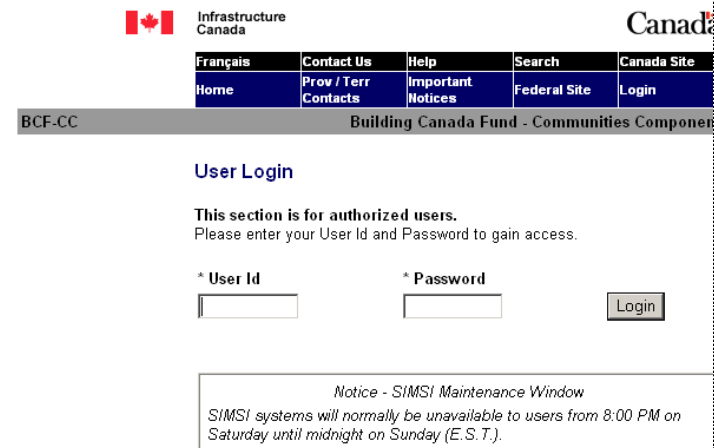 Infrastructure
Canada
Canada
Français Contact Us Help Search Canada Site
Home Prov / Terr Contacts Important Notices Federal Site Login
BCF-CC Building Canada Fund - Communities Componen
User Login
This section is for authorized users.
Please enter your User Id and Password to gain access.
* User Id * Password
Login
Notice - SIMSI Maintenance Window
SIMSI systems will normally be unavailable to users from 8:00 PM on
Saturday until midnight on Sunday (E.S.T.).